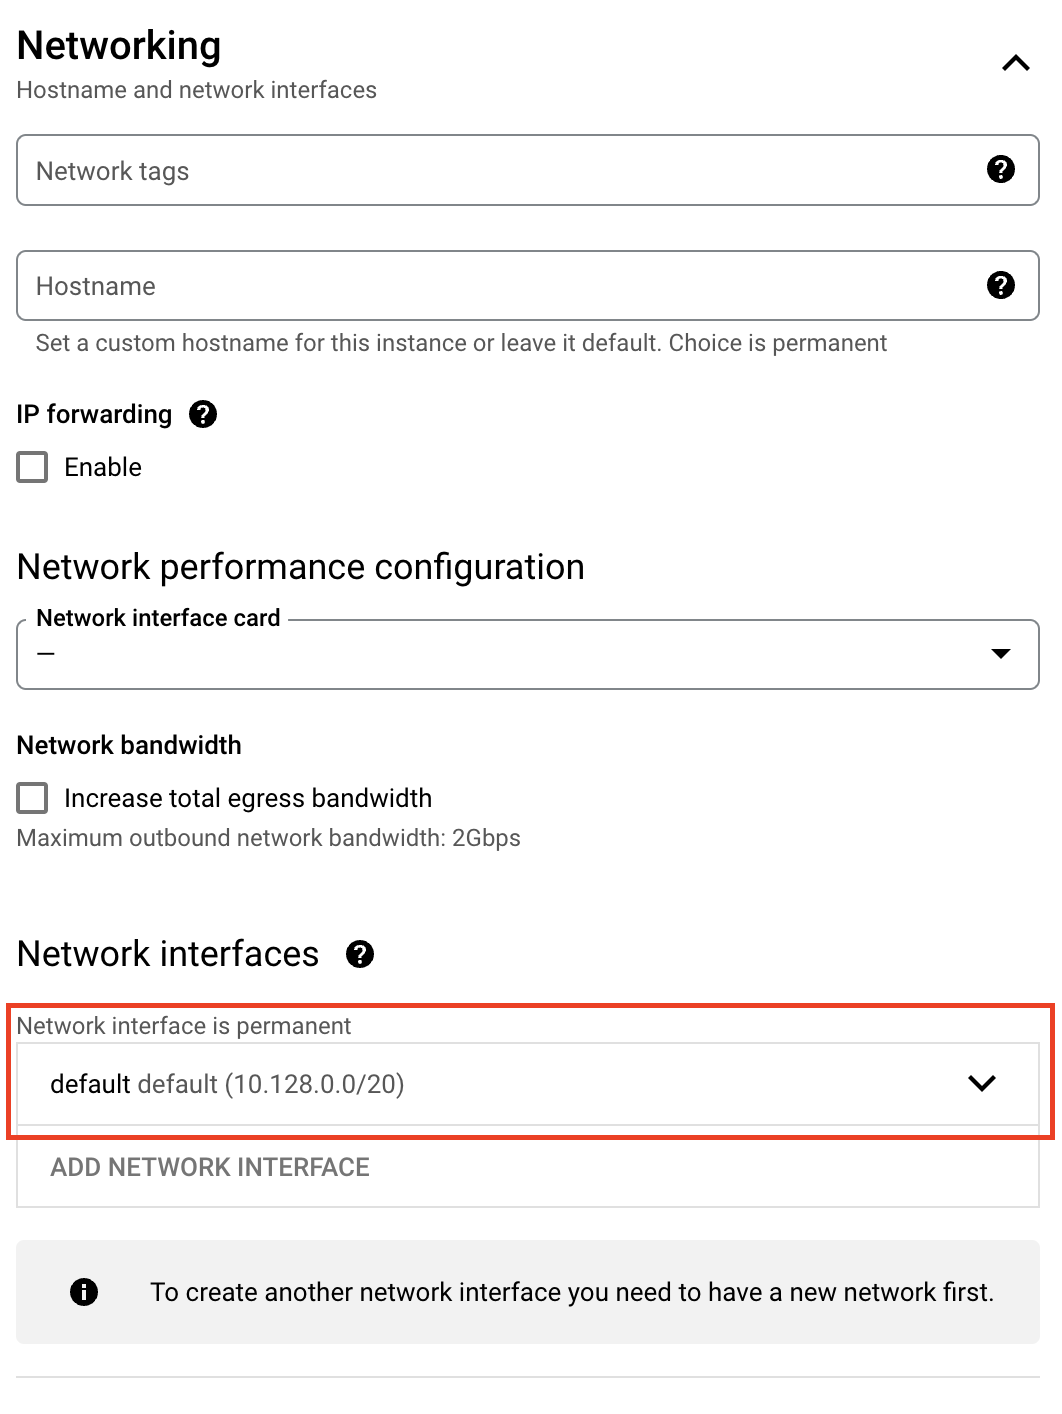 Networking
Hostname and network interfaces
Network tags
Hostname
Set a custom hostname for this instance or leave it default. Choice is permanent
IP forwarding
Enable
Network performance configuration
Network interface card
—
Network bandwidth
Increase total egress bandwidth
Maximum outbound network bandwidth: 2Gbps
Network interfaces
Network interface is permanent
default default (10.128.0.0/20)
ADD NETWORK INTERFACE
To create another network interface you need to have a new network first.